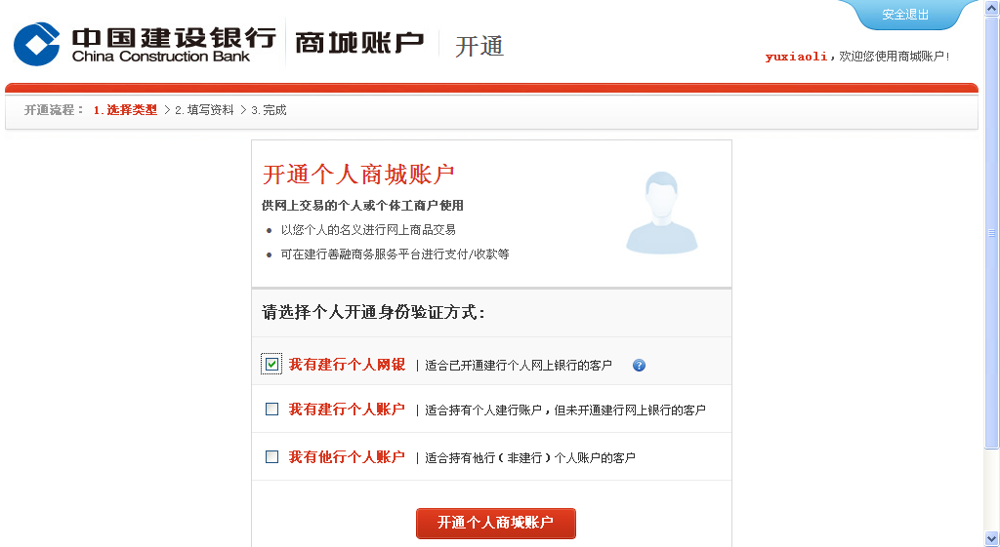 安全退出
中国建设银行 商城账户 开通
China Construction Bank
yuxiaoli，欢迎您使用商城账户!
开通流程： 1.选择类型 > 2.填写资料 > 3.完成
开通个人商城账户
供网上交易的个人或个体工商户使用
以您个人的名义进行网上商品交易
可在建行善融商务服务平台进行支付/收款等
请选择个人开通身份验证方式:
我有建行个人网银 | 适合已开通建行个人网上银行的客户 ?
我有建行个人账户 | 适合持有个人建行账户，但未开通建行网上银行的客户
我有他行个人账户 | 适合持有他行（非建行）个人账户的客户
开通个人商城账户